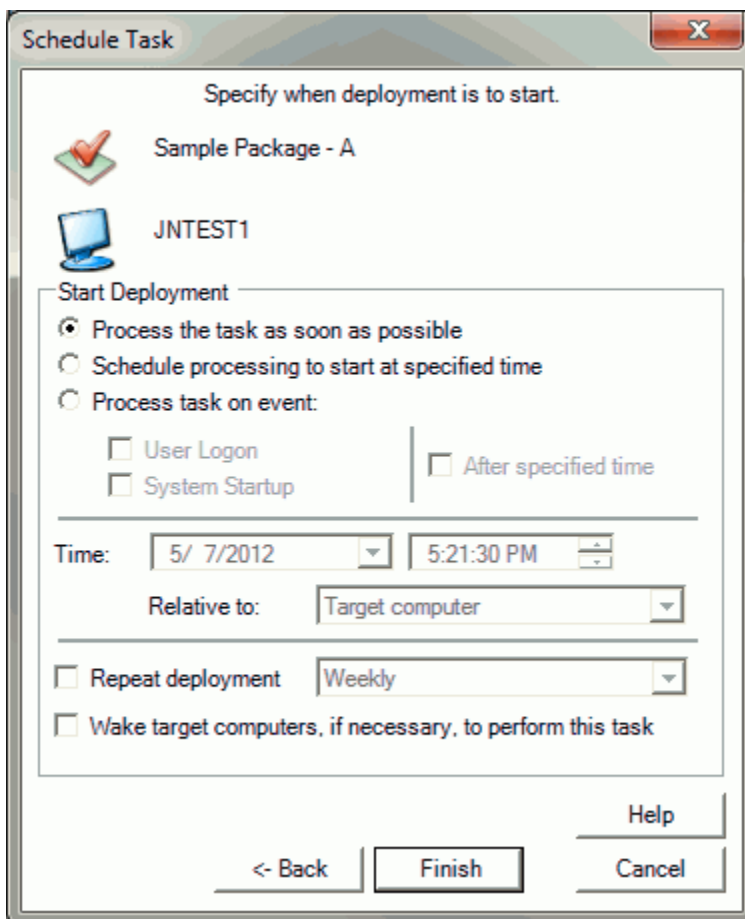 Schedule Task
Specify when deployment is to start.
Sample Package - A
JNTEST1
Start Deployment
Process the task as soon as possible
Schedule processing to start at specified time
Process task on event:
User Logon
After specified time
System Startup
Time: 5/ 7/2012 5:21:30 PM
Relative to: Target computer
Repeat deployment Weekly
Wake target computers, if necessary, to perform this task
Help
<- Back Finish Cancel